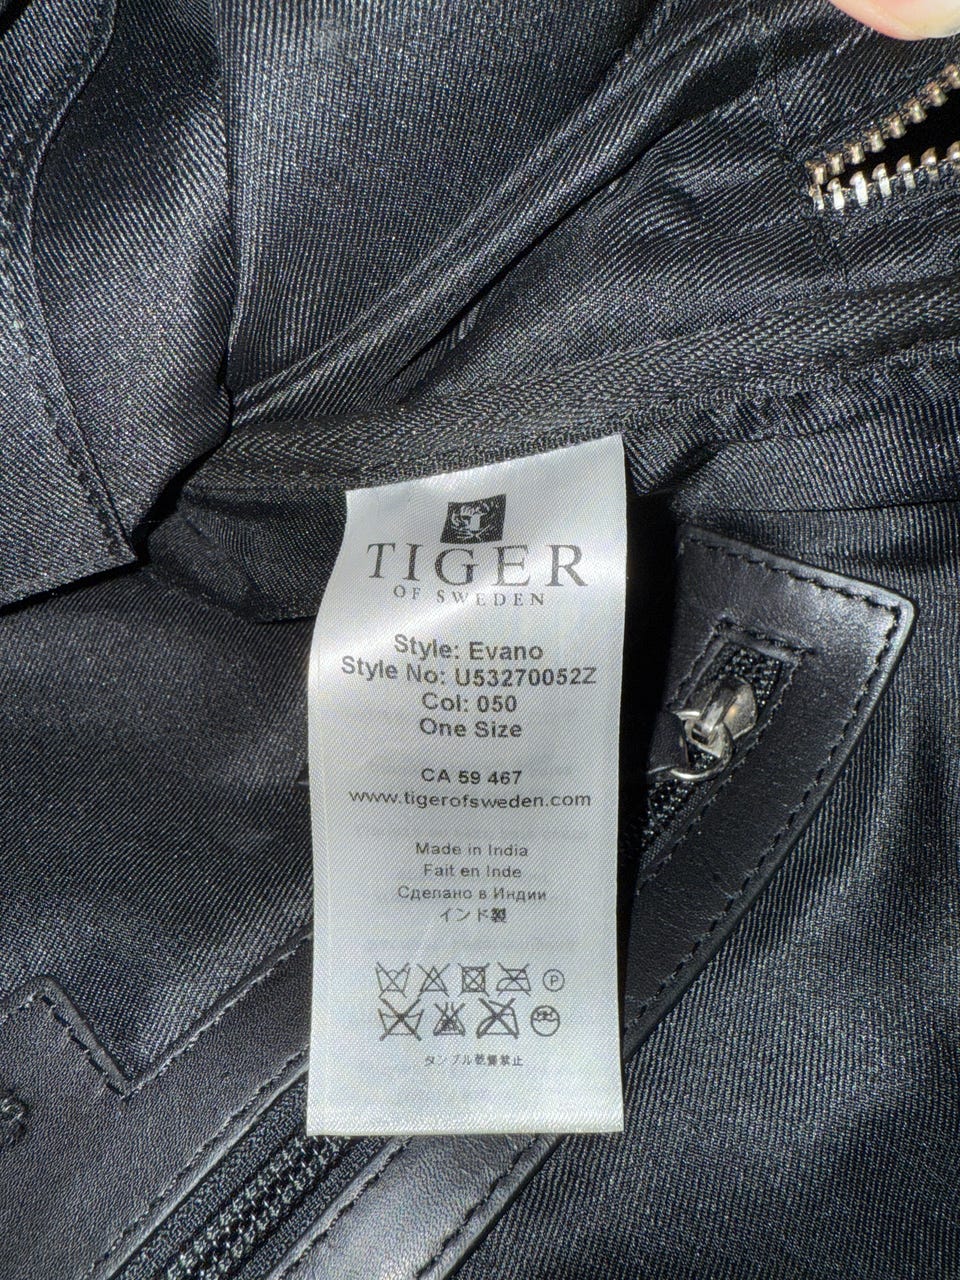 TIGER
OF SWEDEN
Style: Evano
Style No: U53270052Z
Col: 050
One Size
CA 59 467
www.tigerofsweden.com
Made in India
Fait en Inde
Сделано в Индии
インド製
P
タンブル乾燥禁止